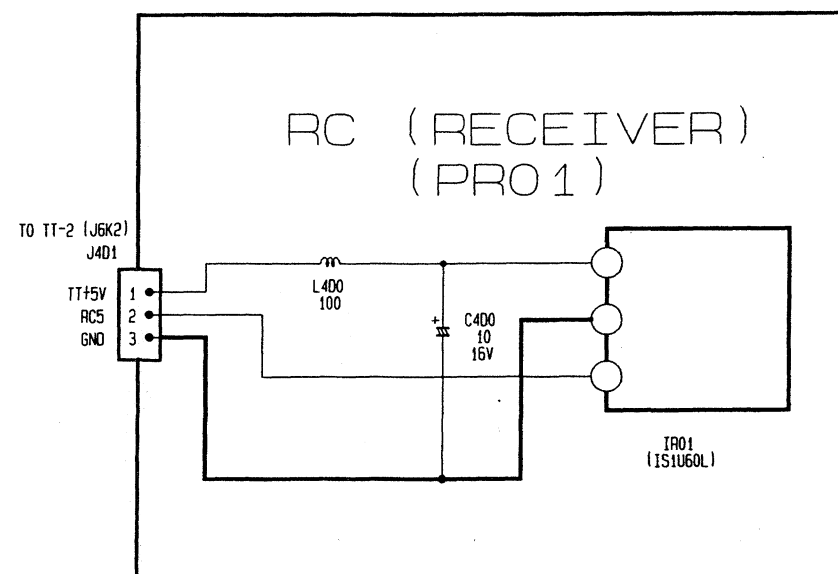 RC (RECEIVER)
(PRO1)
TO TT-2 (J6K2)
J4D1
TT+5V 1
RC5 2
GND 3
L4D0
100
+ C4D0
10
16V
IR01
(IS1U60L)